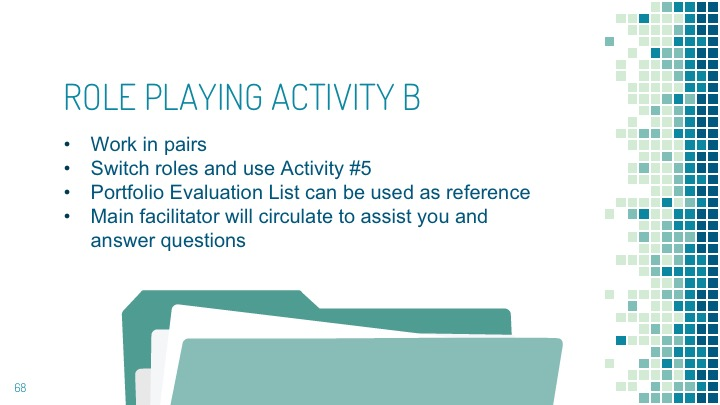 ROLE PLAYING ACTIVITY B
• Work in pairs
• Switch roles and use Activity #5
• Portfolio Evaluation List can be used as reference
• Main facilitator will circulate to assist you and
answer questions
68